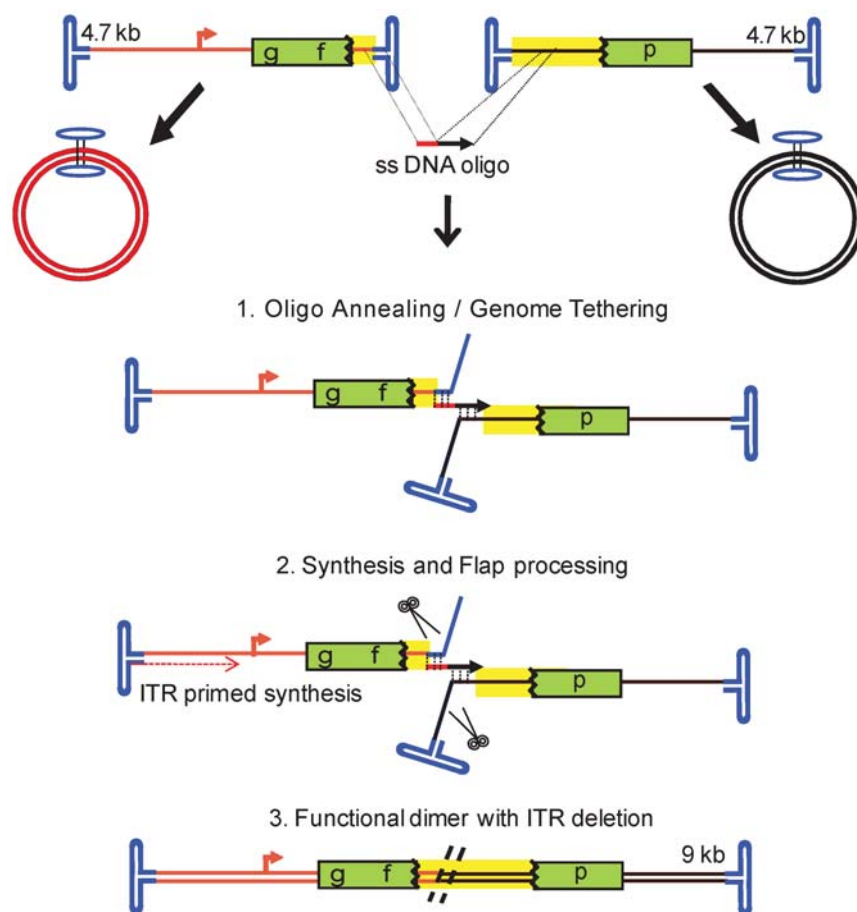 4.7 kb
g f
p
4.7 kb
ss DNA oligo
1. Oligo Annealing / Genome Tethering
g f
p
2. Synthesis and Flap processing
g f
p
ITR primed synthesis
3. Functional dimer with ITR deletion
9 kb
g f
p